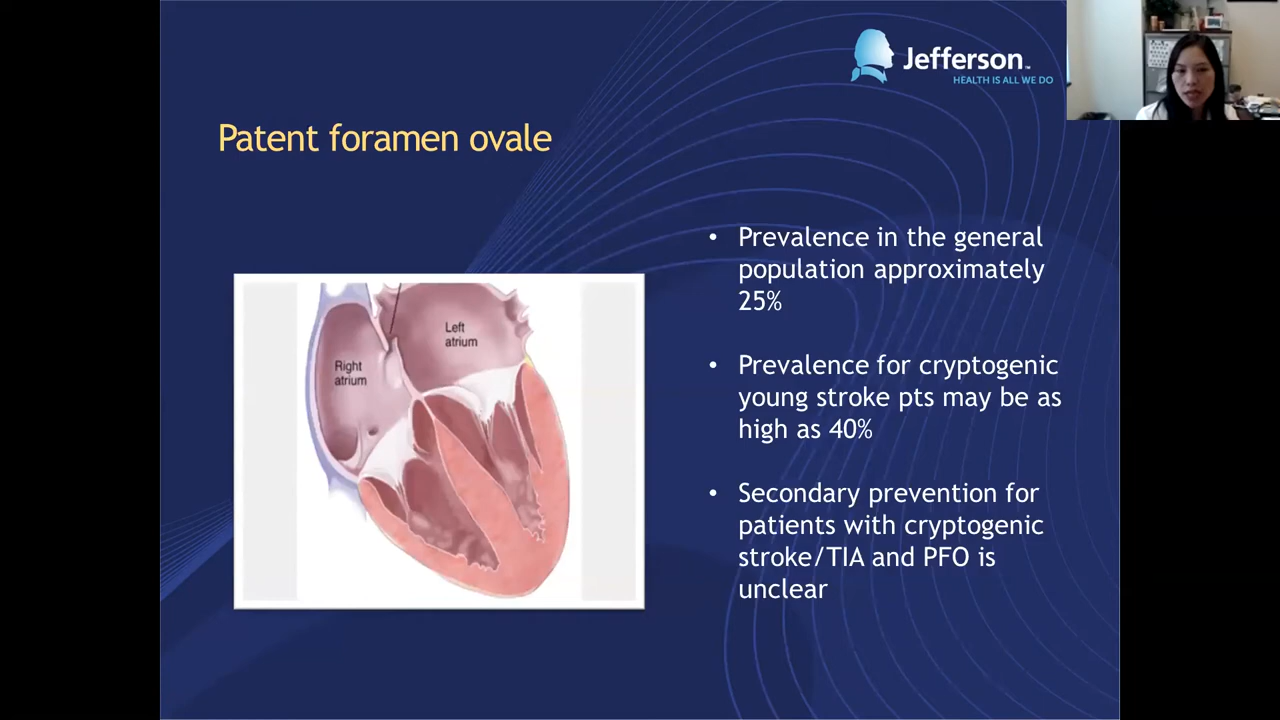 Jefferson™
HEALTH IS ALL WE DO
Patent foramen ovale
Left
atrium
Right
atrium
• Prevalence in the general
population approximately
25%
• Prevalence for cryptogenic
young stroke pts may be as
high as 40%
• Secondary prevention for
patients with cryptogenic
stroke/TIA and PFO is
unclear